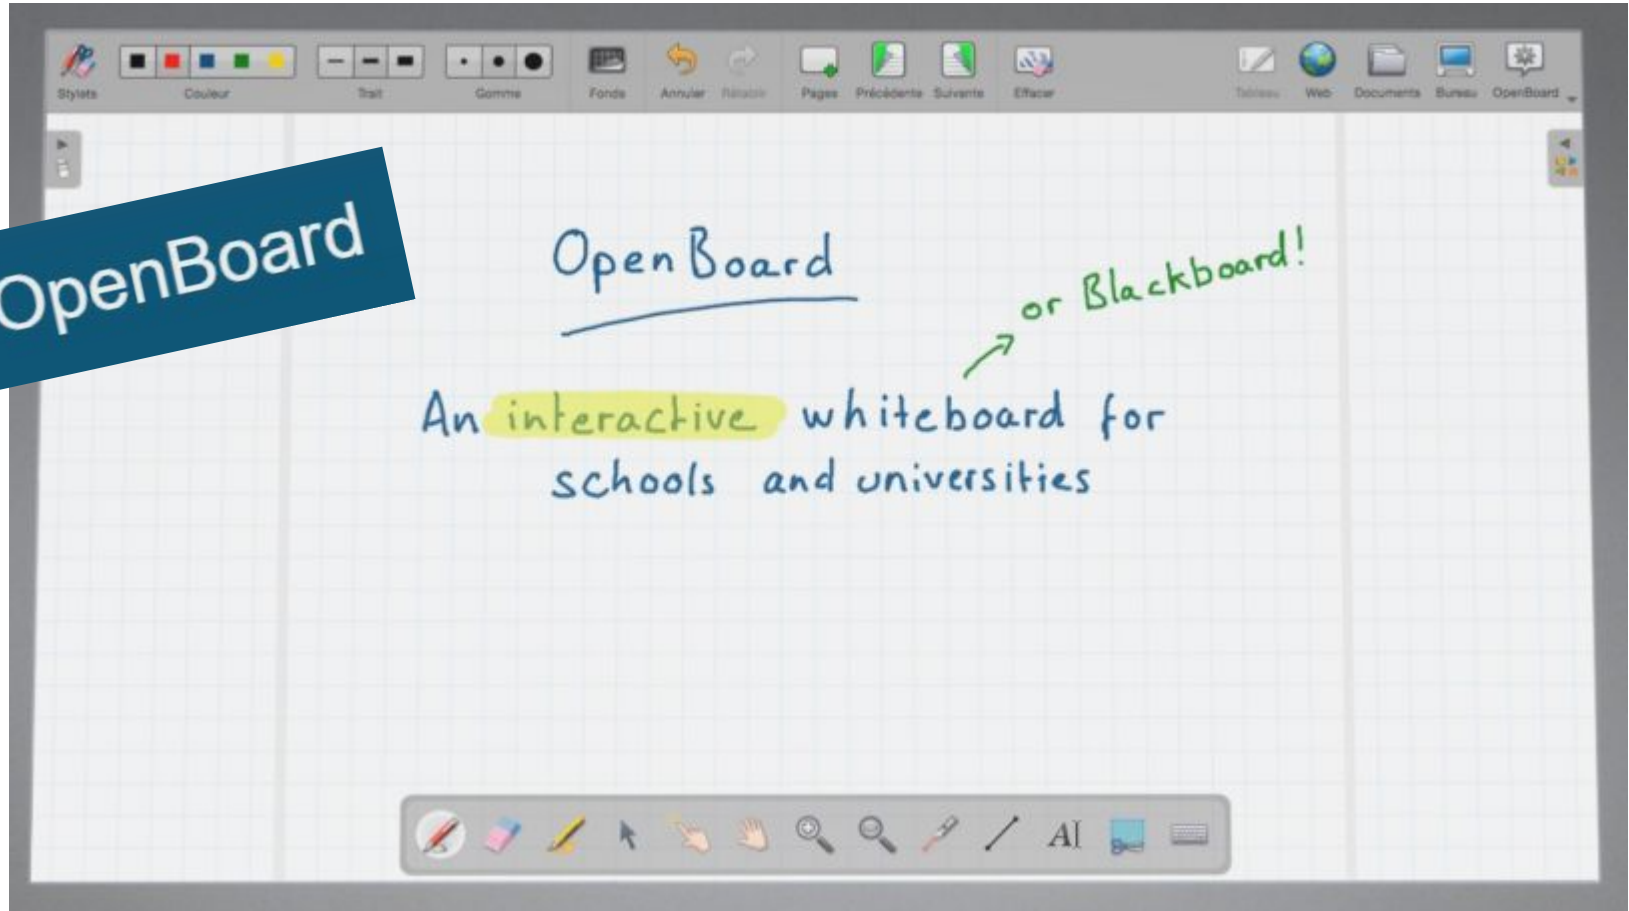 Stylets
Couleur
Trait
Gomme
Fonds
Annuler
Rétablir
Pages
Précédente
Suivante
Effacer
Tableau
Web
Documents
Bureau
OpenBoard
OpenBoard
OpenBoard
or Blackboard!
An interactive whiteboard for
schools and universities
AI